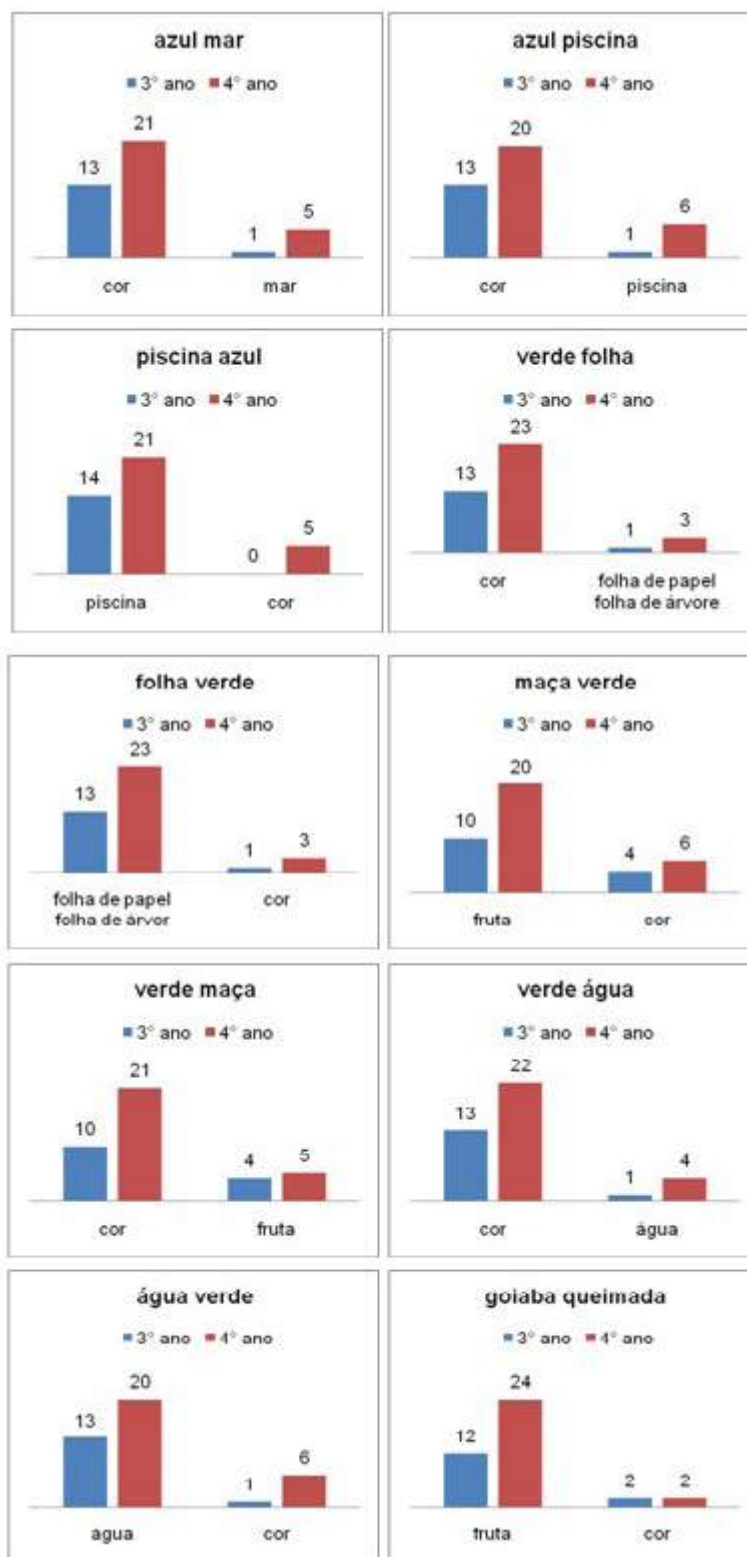 azul mar
3° ano 4° ano
21
13
5
1
cor mar
azul piscina
3° ano 4° ano
20
13
6
1
cor piscina
piscina azul
3° ano 4° ano
21
14
5
0
piscina cor
verde folha
3° ano 4° ano
23
13
3
1
cor folha de papel
folha de árvore
folha verde
3° ano 4° ano
23
13
3
1
folha de papel cor
folha de árvor
maça verde
3° ano 4° ano
20
10
6
4
fruta cor
verde maça
3° ano 4° ano
21
10
5
4
cor fruta
verde água
3° ano 4° ano
22
13
4
1
cor água
água verde
3° ano 4° ano
20
13
6
1
agua cor
goiaba queimada
3° ano 4° ano
24
12
2 2
fruta cor